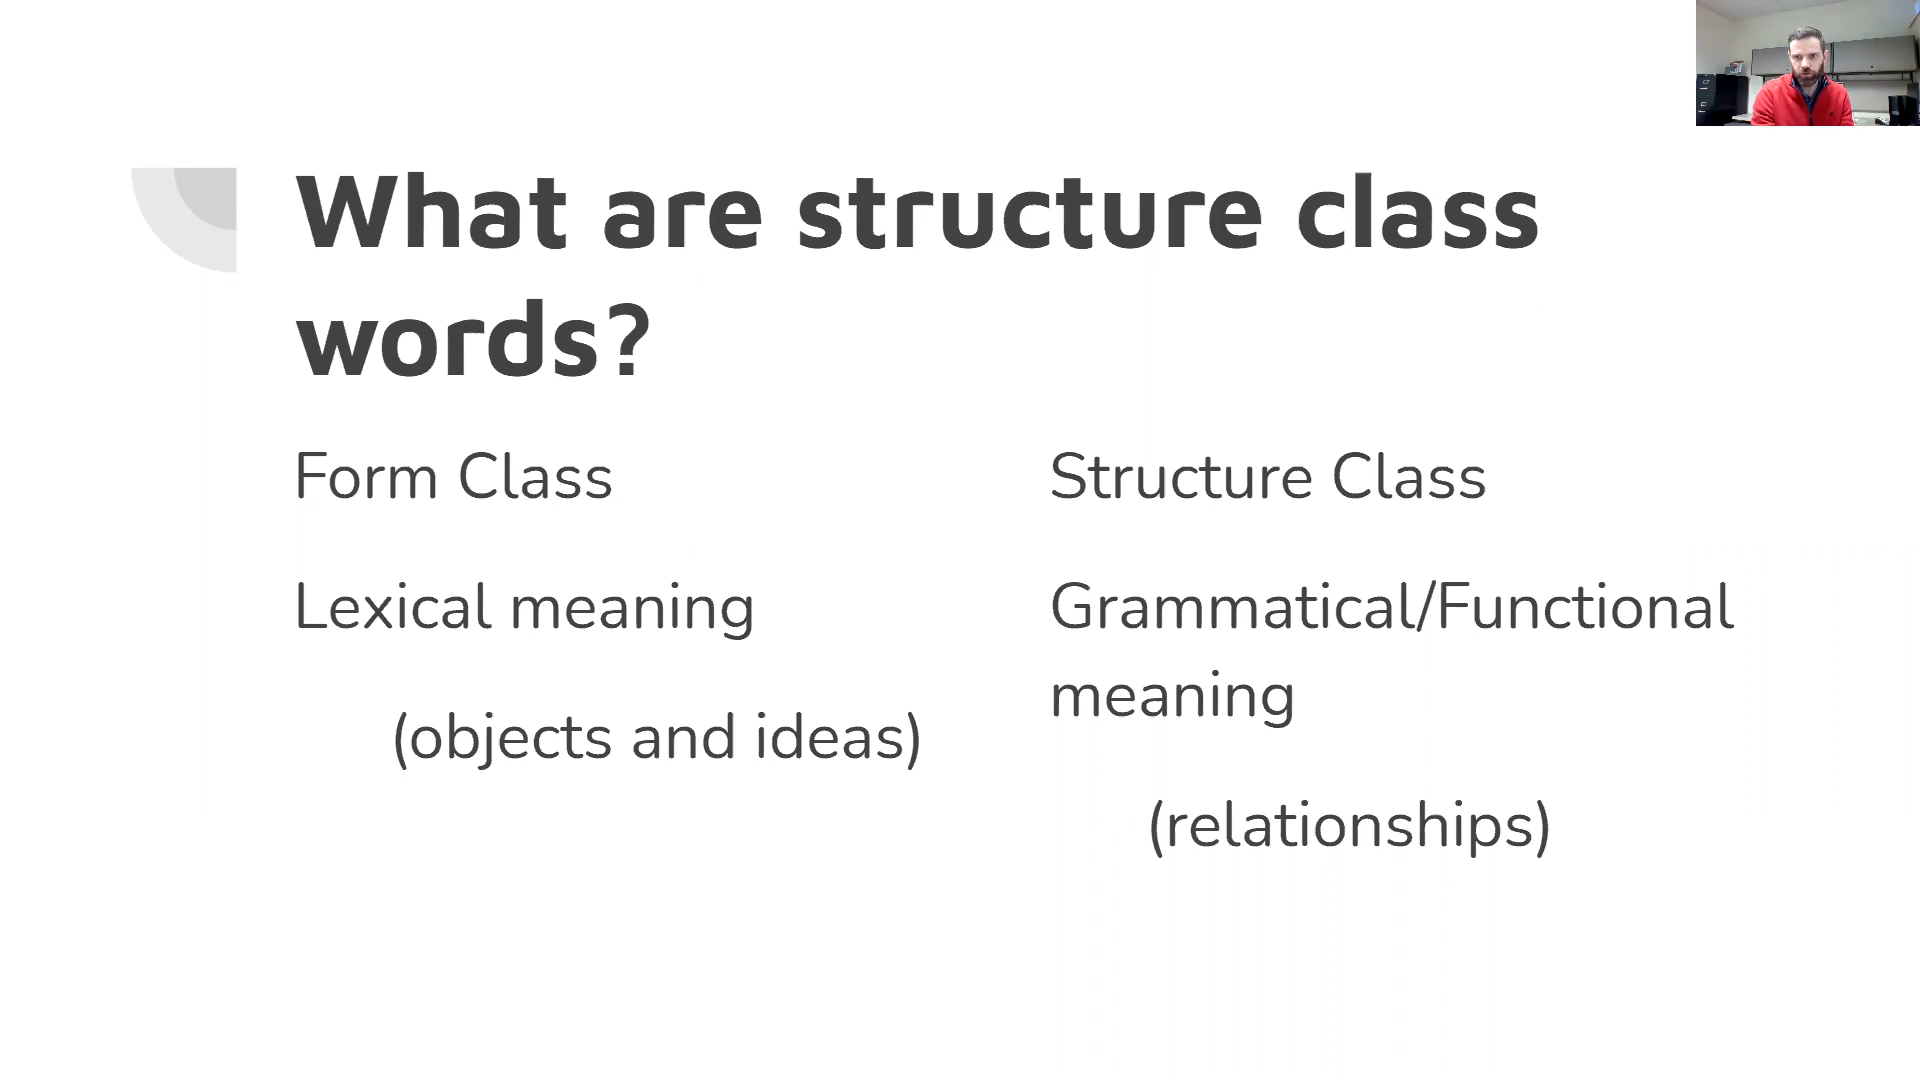 What are structure class
words?
Form Class
Lexical meaning
(objects and ideas)
Structure Class
Grammatical/Functional
meaning
(relationships)